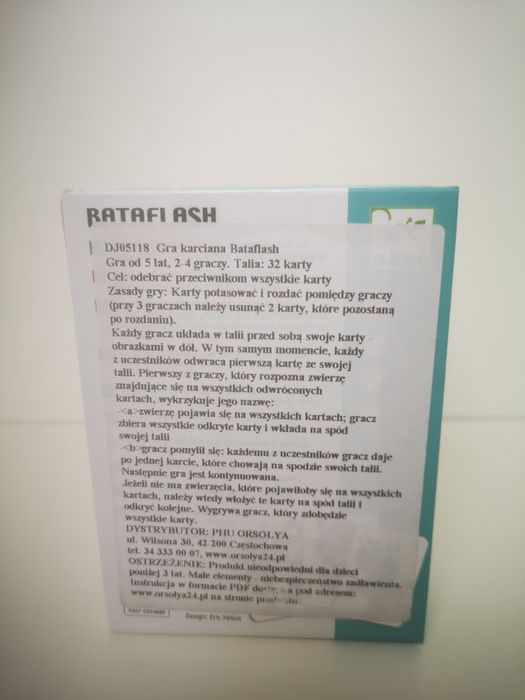 BATAFLASH
DJ05118 Gra karciana Bataflash
Gra od 5 lat, 2-4 graczy. Talia: 32 karty
Cel: odebrać przeciwnikom wszystkie karty
Zasady gry: Karty potasować i rozdać pomiędzy graczy
(przy 3 graczach należy usunąć 2 karty, które pozostaną
po rozdaniu).
Każdy gracz układa w talii przed sobą swoje karty -
obrazkami w dół. W tym samym momencie, każdy
z uczestników odwraca pierwszą kartę ze swojej
talii. Pierwszy z graczy, który rozpozna zwierzę
znajdujące się na wszystkich odwróconych
kartach, wykrzykuje jego nazwę:
-<a>zwierzę pojawia się na wszystkich kartach; gracz
zbiera wszystkie odkryte karty i wkłada na spód
swojej talii
-<b>gracz pomylił się: każdemu z uczestników gracz daje
po jednej karcie, które chowają na spodzie swoich talii.
Następnie gra jest kontynuowana.
Jeżeli nie ma zwierzęcia, które pojawiłoby się na wszystkich
kartach, należy wtedy włożyć te karty na spód talii i
odkryć kolejne. Wygrywa gracz, który zdobędzie
wszystkie karty.
DYSTRYBUTOR: PHU ORSOLYA
ul. Wilsona 30, 42 200 Częstochowa
tel. 34 333 00 07, www.orsolya24.pl
OSTRZEŻENIE: Produkt nieodpowiedni dla dzieci
poniżej 3 lat. Małe elementy - niebezpieczeństwo zadławienia.
Instrukcja w formacie PDF dostępna pod adresem:
www.orsolya24.pl na stronie produktu.
Design: Eric Héliot